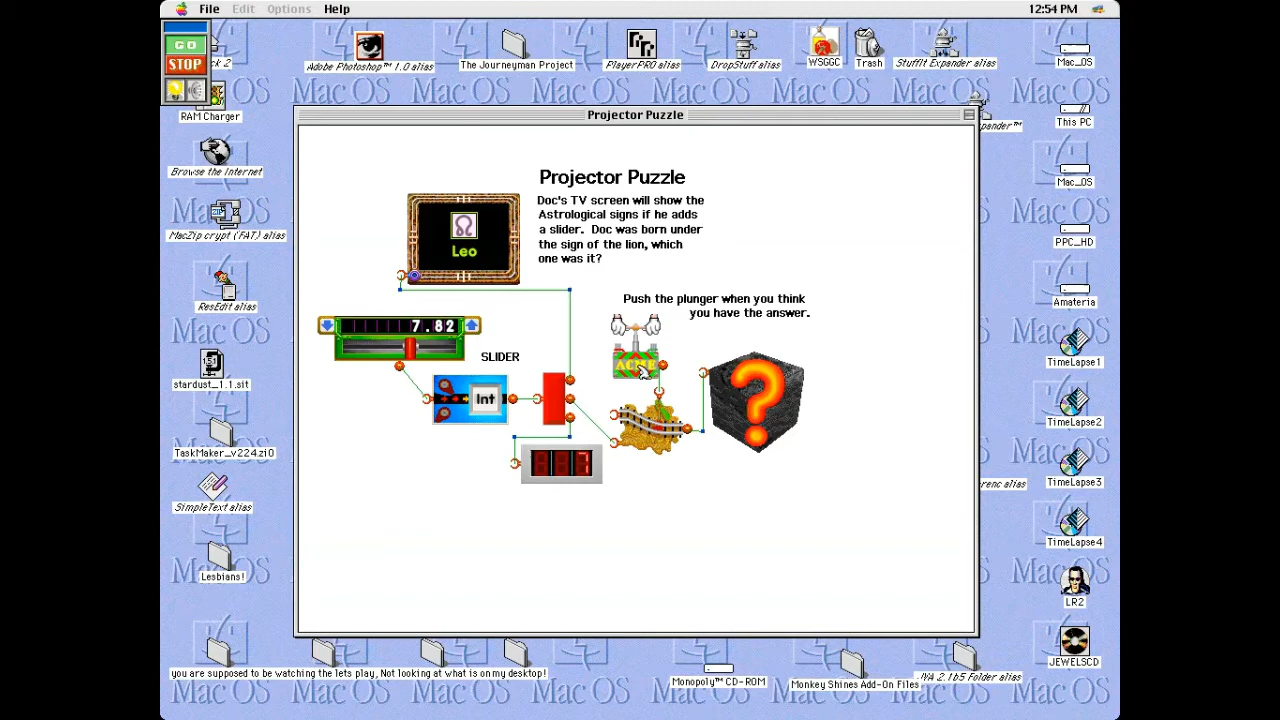 File Edit Options Help
12:54 PM
GO
STOP
Adobe Photoshop™ 1.0 alias
The Journeyman Project
PlayerPRO alias
DropStuff alias
WSGGC
Trash
StuffIt Expander alias
Mac_OS
RAM Charger
Browse the Internet
MacZip crypt (FAT) alias
ResEdit alias
stardust_1.1.sit
TaskMaker_v224.zi0
SimpleText alias
Lesbians!
Projector Puzzle
Projector Puzzle
Doc's TV screen will show the
Astrological signs if he adds
a slider. Doc was born under
the sign of the lion, which
one was it?
Leo
Push the plunger when you think
you have the answer.
7.82
SLIDER
Int
ACME
?
7
This PC
Mac_OS
PPC_HD
Amateria
TimeLapse1
TimeLapse2
TimeLapse3
TimeLapse4
LR2
JEWELSCD
you are supposed to be watching the lets play, Not looking at what is on my desktop!
Monopoly™ CD-ROM
Monkey Shines Add-On Files
Mac OS